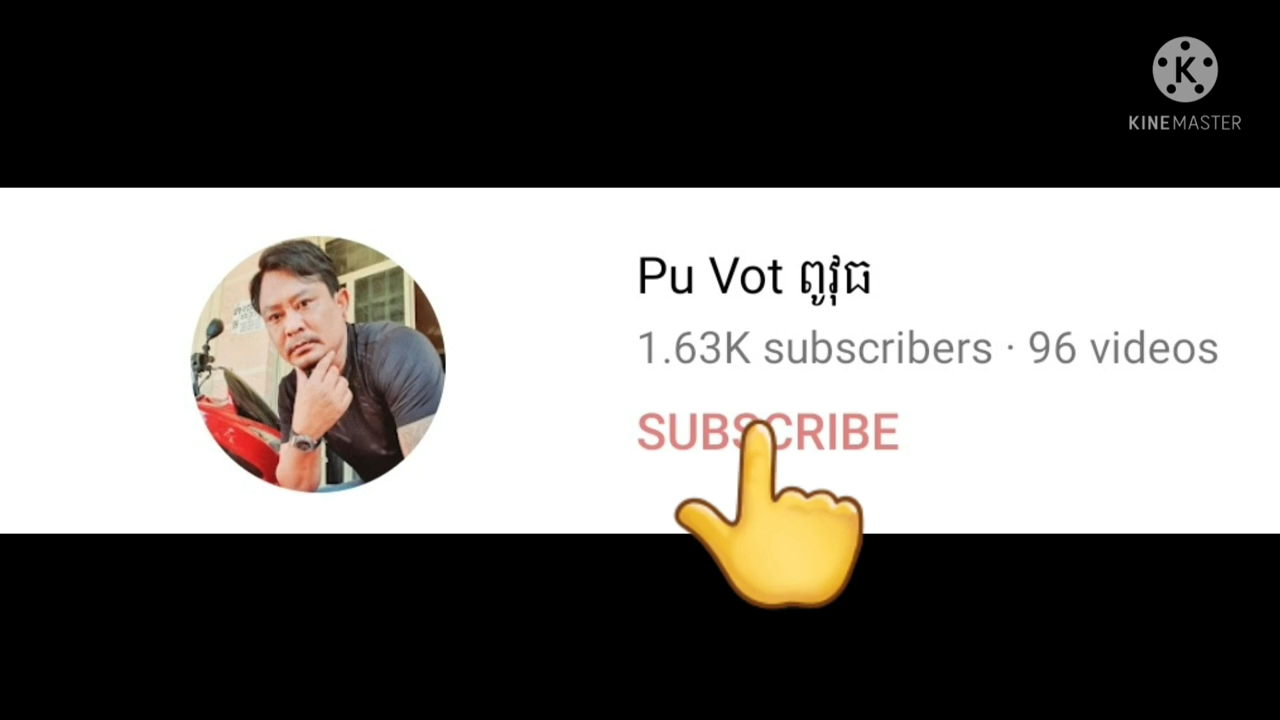 K
KINEMASTER
Pu Vot ពូវុធ
1.63K subscribers · 96 videos
SUBSCRIBE